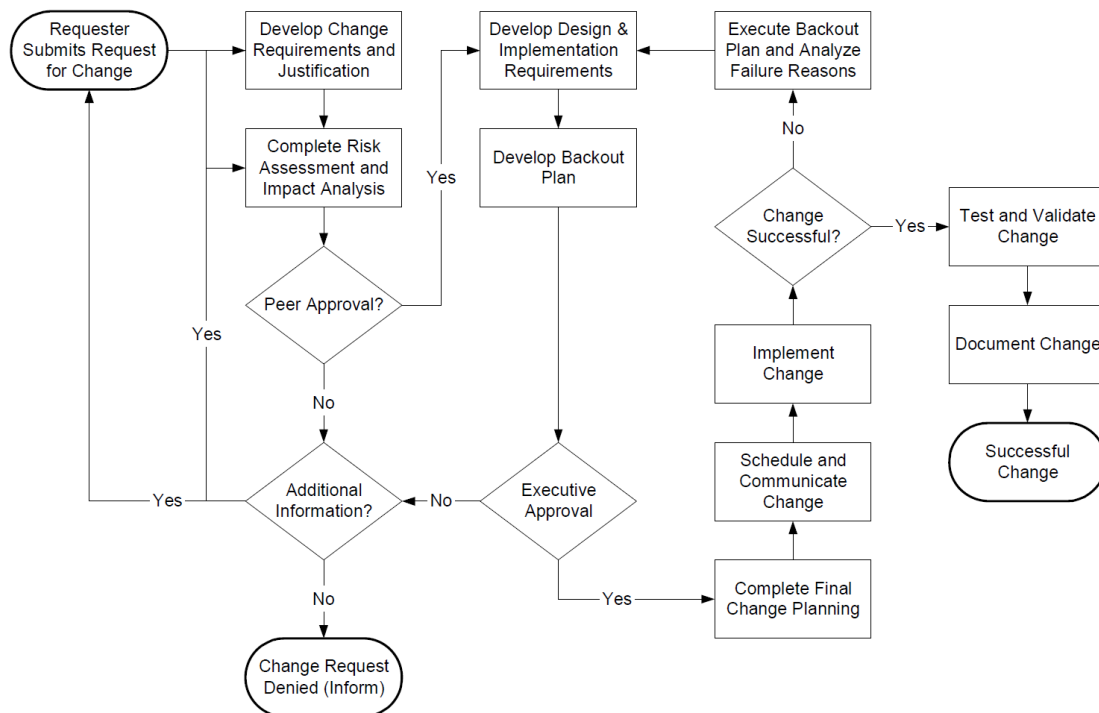 Requester
Submits Request
for Change
Develop Change
Requirements and
Justification
Develop Design &
Implementation
Requirements
Execute Backout
Plan and Analyze
Failure Reasons
No
Complete Risk
Assessment and
Impact Analysis
Yes
Develop Backout
Plan
Change
Successful?
Yes
Test and Validate
Change
Peer Approval?
Yes
Implement
Change
Document Change
No
Additional
Information?
Yes
No
Executive
Approval
Schedule and
Communicate
Change
Successful
Change
No
Yes
Complete Final
Change Planning
Change Request
Denied (Inform)